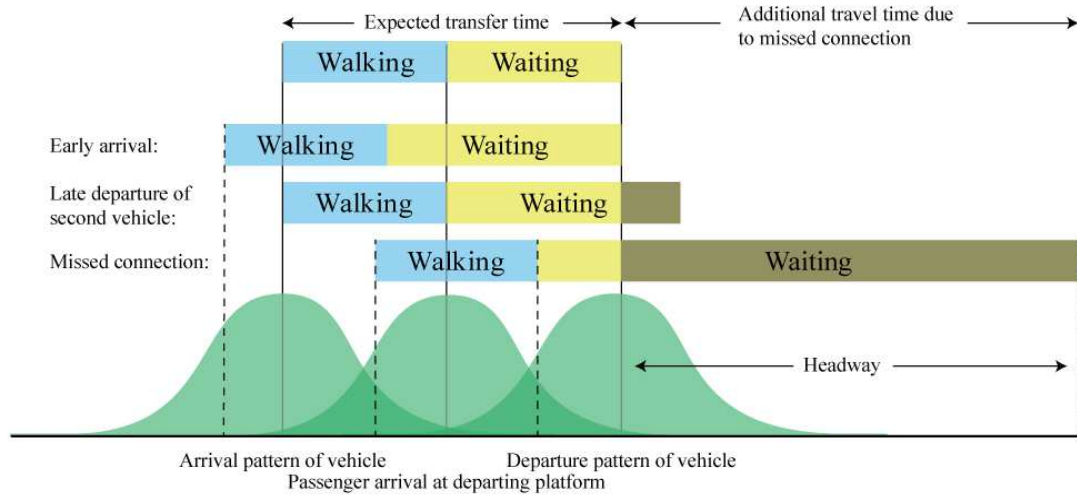 Expected transfer time
Additional travel time due
to missed connection
Walking Waiting
Early arrival: Walking Waiting
Late departure of
second vehicle: Walking Waiting
Missed connection: Walking Waiting
Headway
Arrival pattern of vehicle Departure pattern of vehicle
Passenger arrival at departing platform